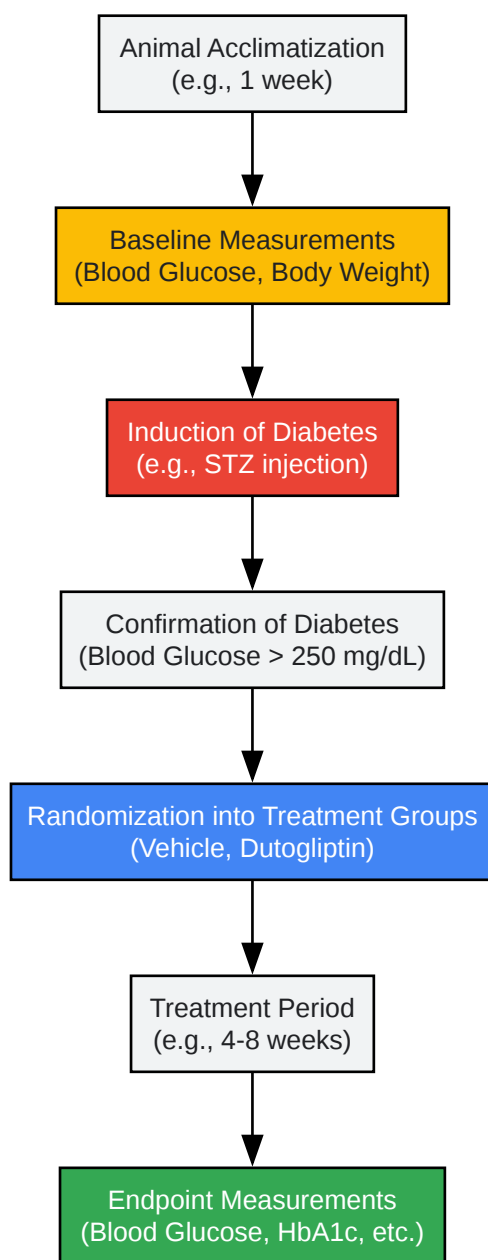 Animal Acclimatization
(e.g., 1 week)
Baseline Measurements
(Blood Glucose, Body Weight)
Induction of Diabetes
(e.g., STZ injection)
Confirmation of Diabetes
(Blood Glucose > 250 mg/dL)
Randomization into Treatment Groups
(Vehicle, Dutogliptin)
Treatment Period
(e.g., 4-8 weeks)
Endpoint Measurements
(Blood Glucose, HbA1c, etc.)